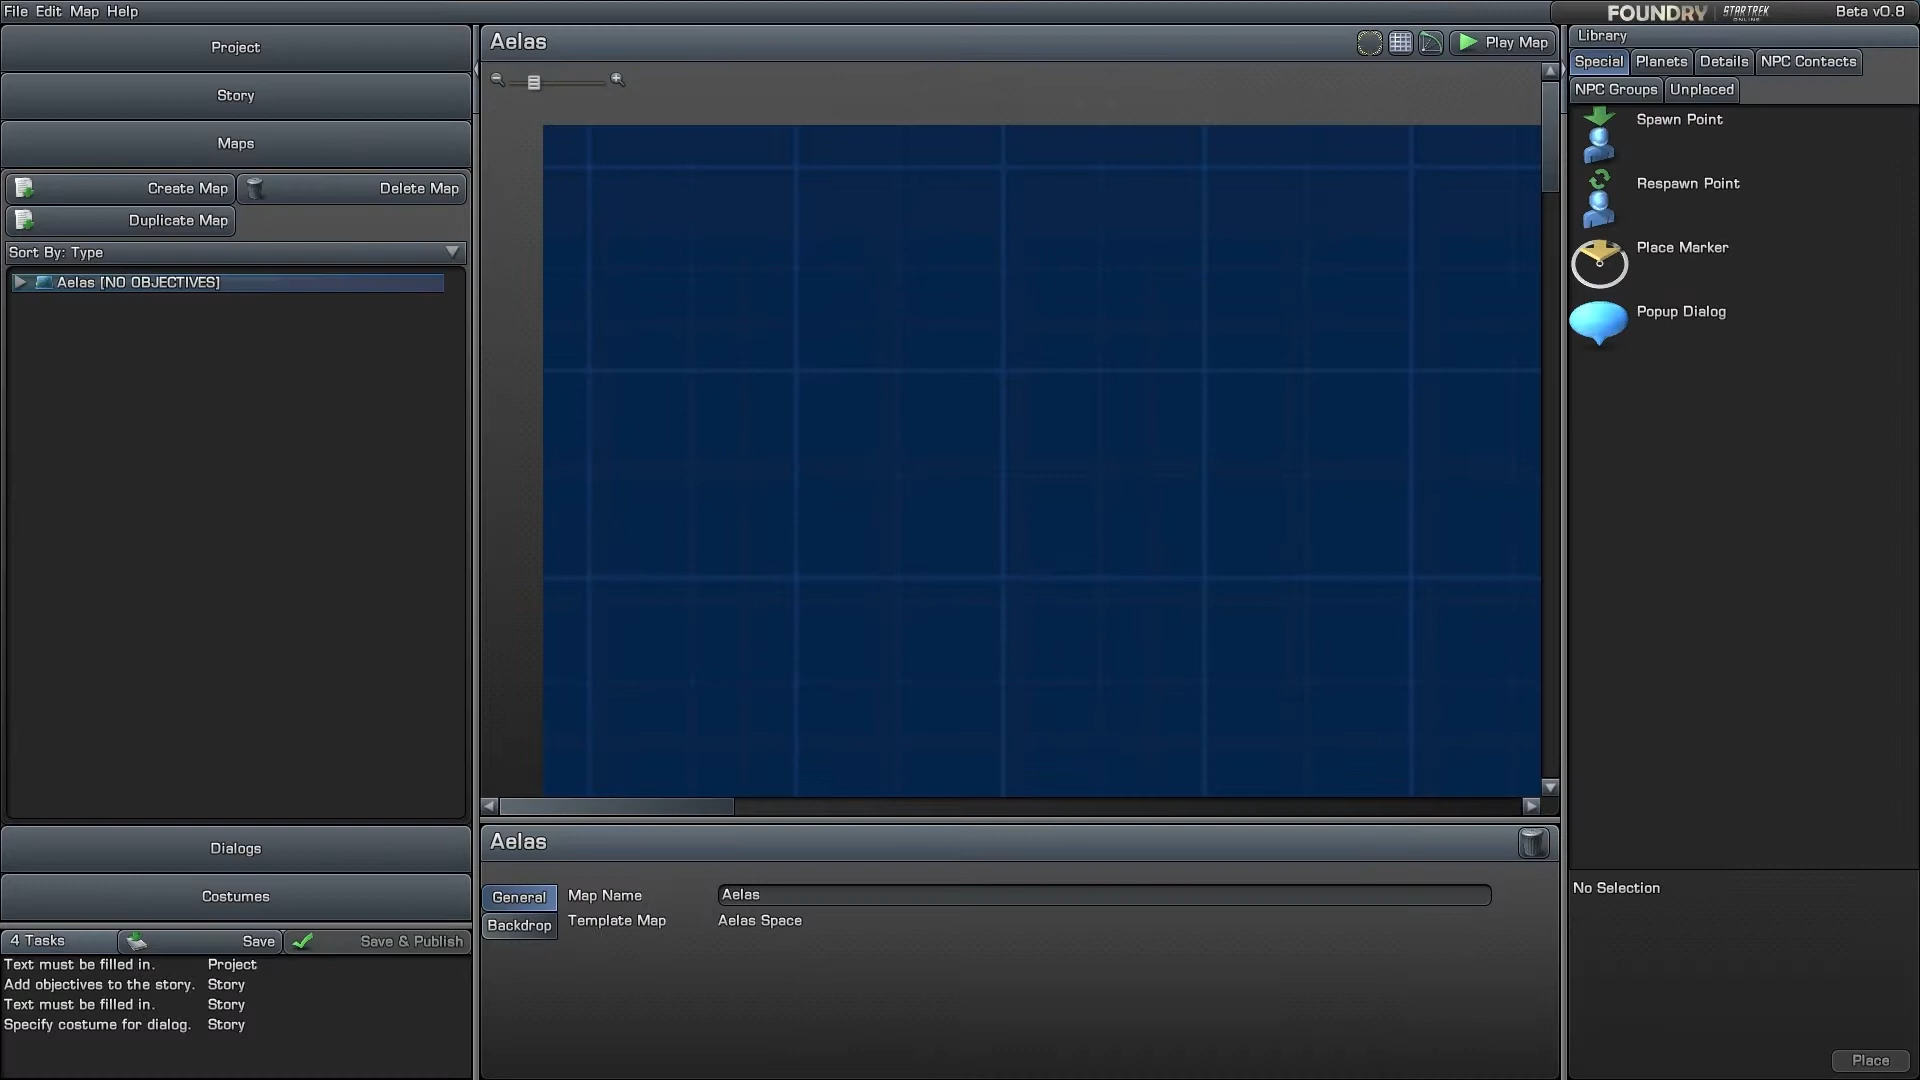 File Edit Map Help
FOUNDRY STAR TREK ONLINE Beta v0.8
Project
Story
Maps
Create Map Delete Map
Duplicate Map
Sort By: Type
Aelas [NO OBJECTIVES]
Dialogs
Costumes
4 Tasks Save Save & Publish
Text must be filled in. Project
Add objectives to the story. Story
Text must be filled in. Story
Specify costume for dialog. Story
Aelas
Play Map
Aelas
General Map Name Aelas
Backdrop Template Map Aelas Space
Library
Special Planets Details NPC Contacts
NPC Groups Unplaced
Spawn Point
Respawn Point
Place Marker
Popup Dialog
No Selection
Place